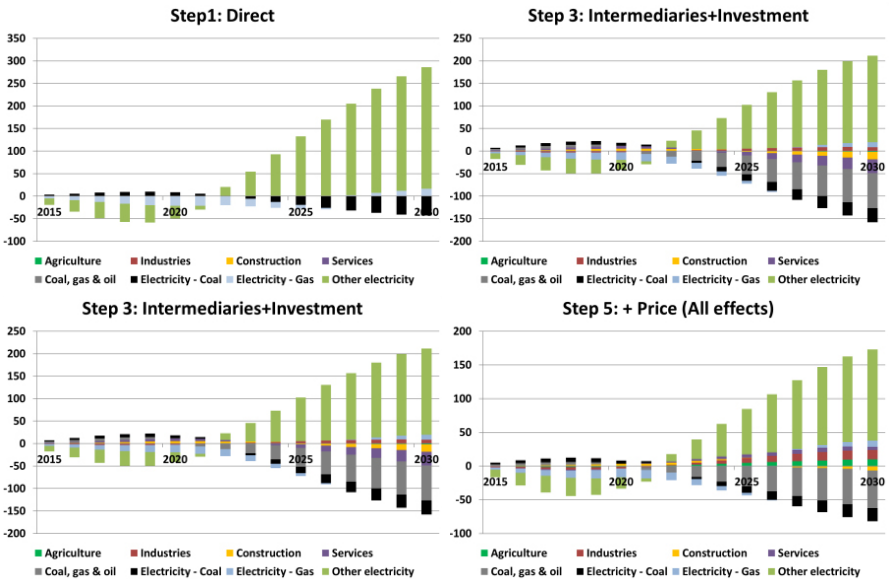 Step1: Direct
350
300
250
200
150
100
50
0
-50
-100
2015
2020
2025
2030
Agriculture
Industries
Construction
Services
Coal, gas & oil
Electricity - Coal
Electricity - Gas
Other electricity
Step 3: Intermediaries+Investment
250
200
150
100
50
0
-50
-100
-150
-200
2015
2020
2025
2030
Agriculture
Industries
Construction
Services
Coal, gas & oil
Electricity - Coal
Electricity - Gas
Other electricity
Step 3: Intermediaries+Investment
250
200
150
100
50
0
-50
-100
-150
-200
2015
2020
2025
2030
Agriculture
Industries
Construction
Services
Coal, gas & oil
Electricity - Coal
Electricity - Gas
Other electricity
Step 5: + Price (All effects)
200
150
100
50
0
-50
-100
2015
2020
2025
2030
Agriculture
Industries
Construction
Services
Coal, gas & oil
Electricity - Coal
Electricity - Gas
Other electricity